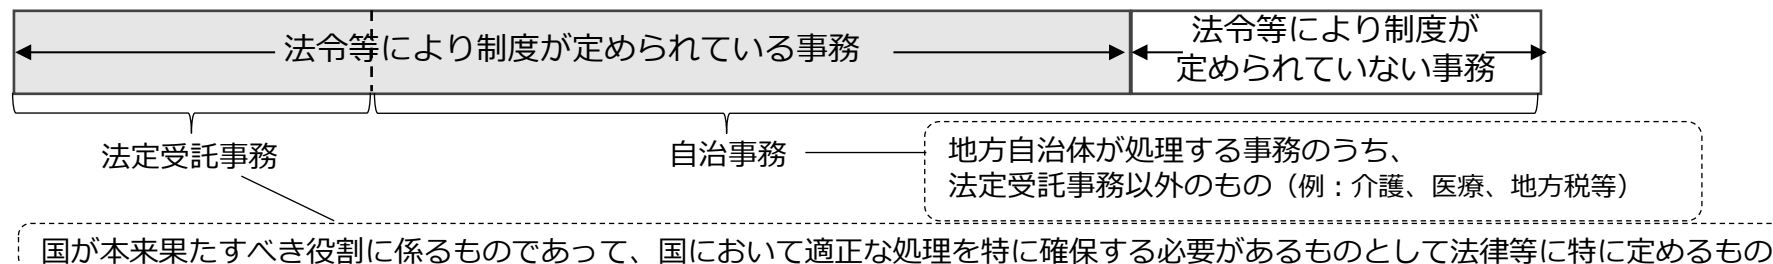 法令等により制度が定められている事務
法令等により制度が
定められていない事務
法定受託事務
自治事務
地方自治体が処理する事務のうち、
法定受託事務以外のもの（例：介護、医療、地方税等）
国が本来果たすべき役割に係るものであって、国において適正な処理を特に確保する必要があるものとして法律等に特に定めるもの